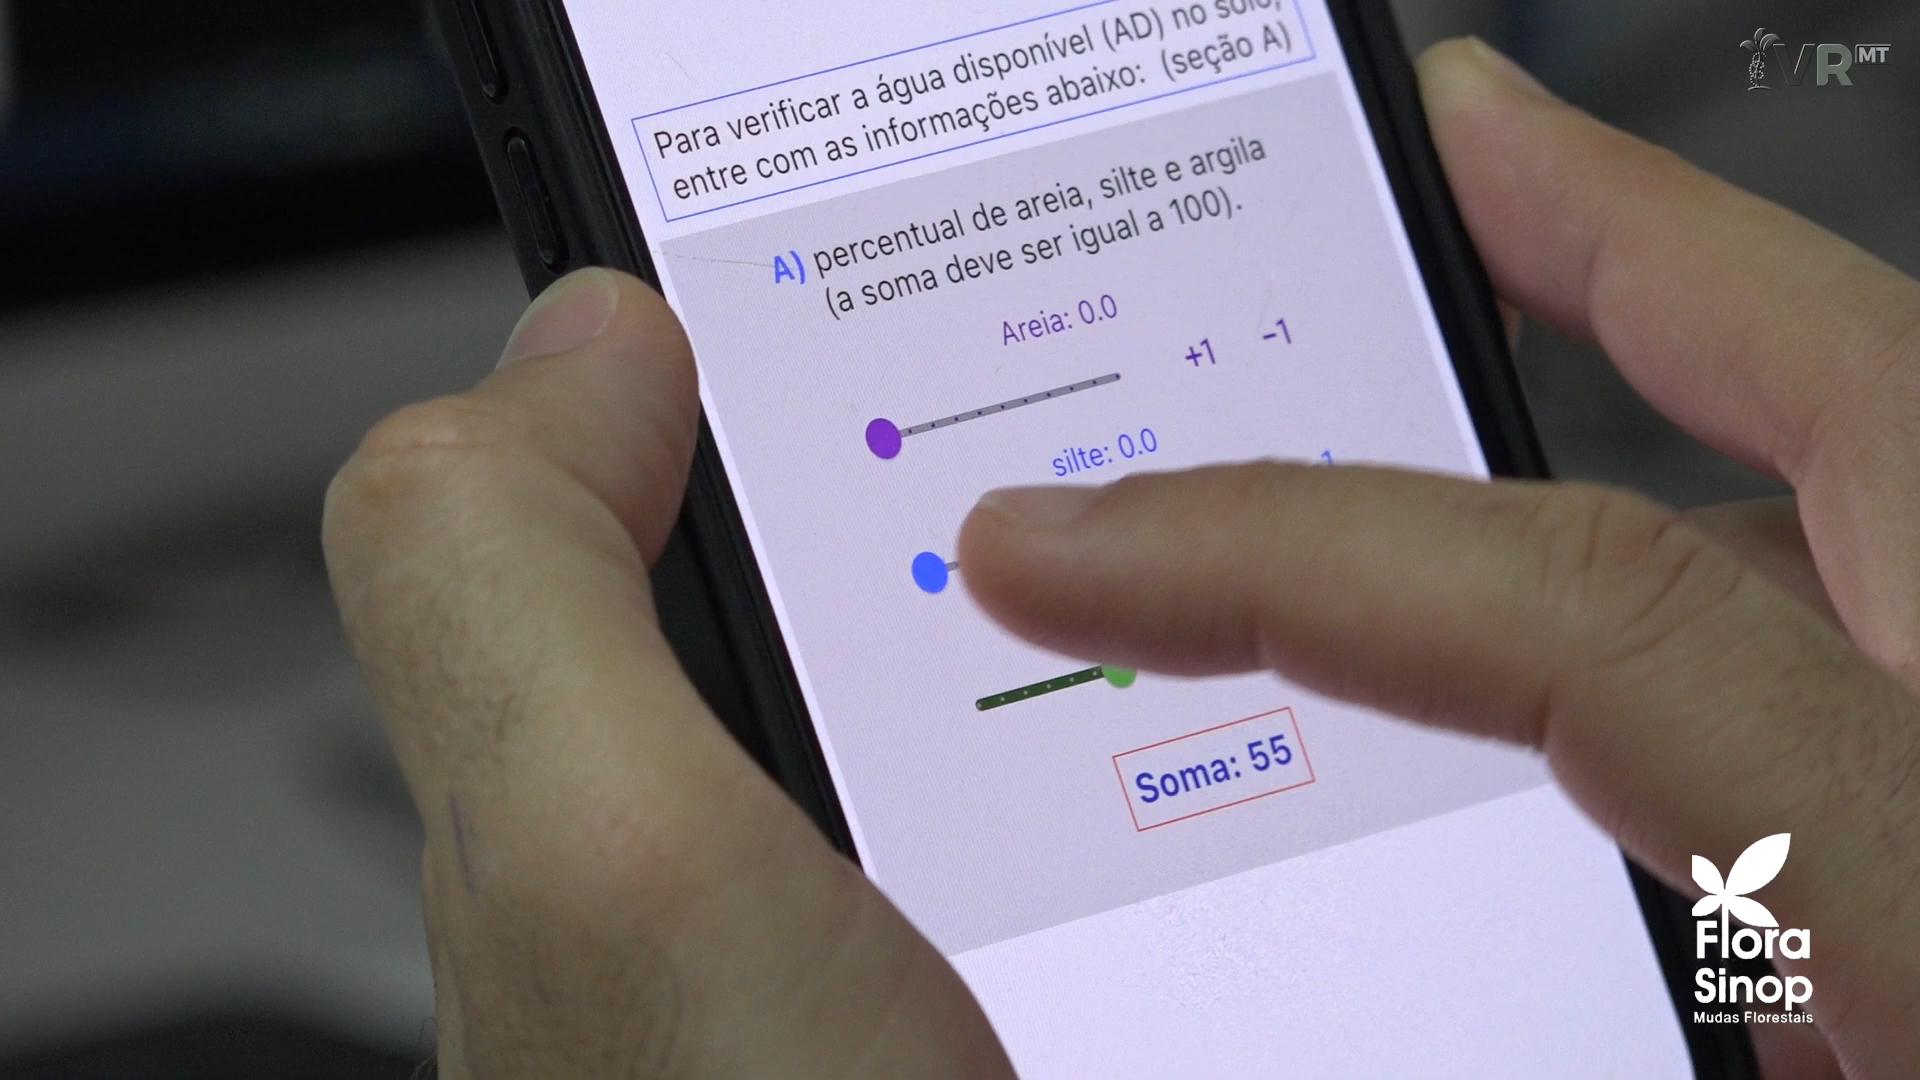 VR MT
Para verificar a água disponível (AD) no solo,
entre com as informações abaixo: (seção A)
A) percentual de areia, silte e argila
(a soma deve ser igual a 100).
Areia: 0.0
+1 -1
silte: 0.0
Soma: 55
Flora
Sinop
Mudas Florestais